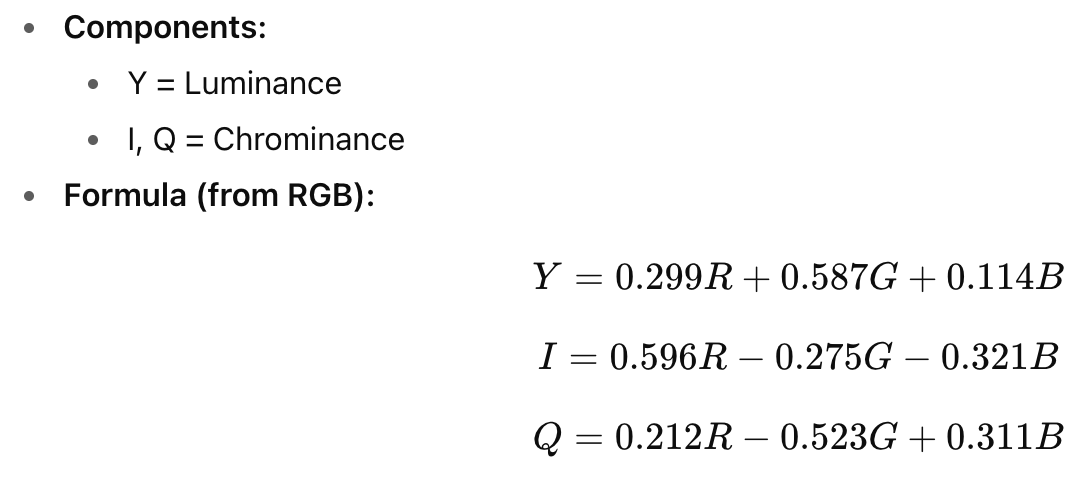 • Components:
• Y = Luminance
• I, Q = Chrominance
• Formula (from RGB):
Y = 0.299R + 0.587G + 0.114B
I = 0.596R − 0.275G − 0.321B
Q = 0.212R − 0.523G + 0.311B